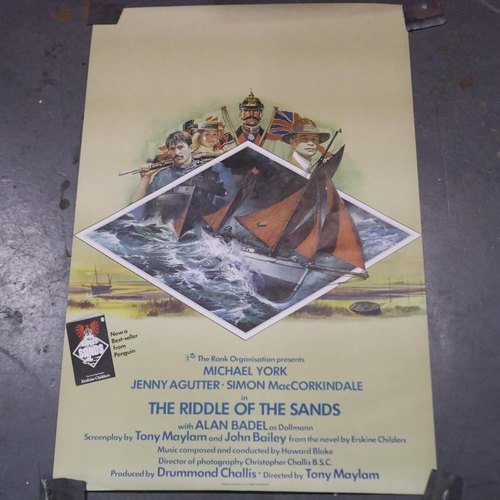 Now a
Best-seller
from
Penguin
SANDS
Erskine Childers
The Rank Organisation presents
MICHAEL YORK
JENNY AGUTTER · SIMON MacCORKINDALE
in
THE RIDDLE OF THE SANDS
with ALAN BADEL as Dollmann
Screenplay by Tony Maylam and John Bailey from the novel by Erskine Childers
Music composed and conducted by Howard Blake
Director of photography Christopher Challis B.S.C.
Produced by Drummond Challis · Directed by Tony Maylam